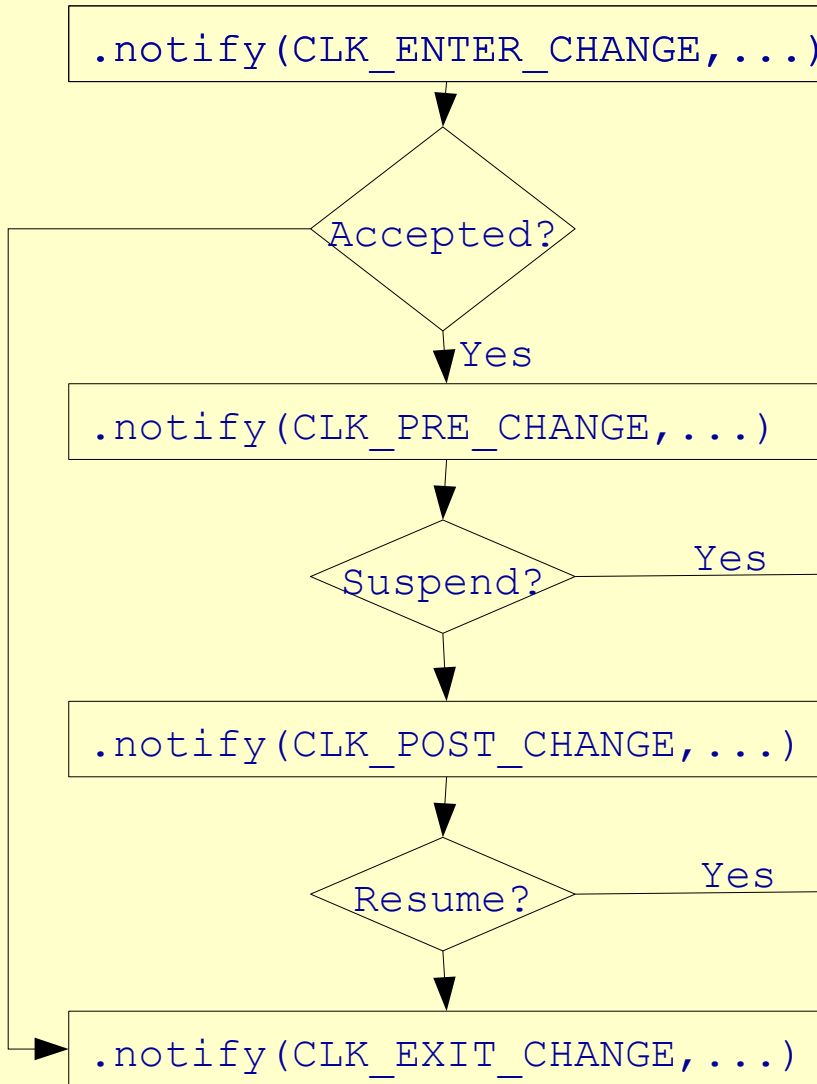 .notify(CLK_ENTER_CHANGE,...)
Accepted?
Yes
.notify(CLK_PRE_CHANGE,...)
Yes
Suspend?
.notify(CLK_POST_CHANGE,...)
Yes
Resume?
.notify(CLK_EXIT_CHANGE,...)